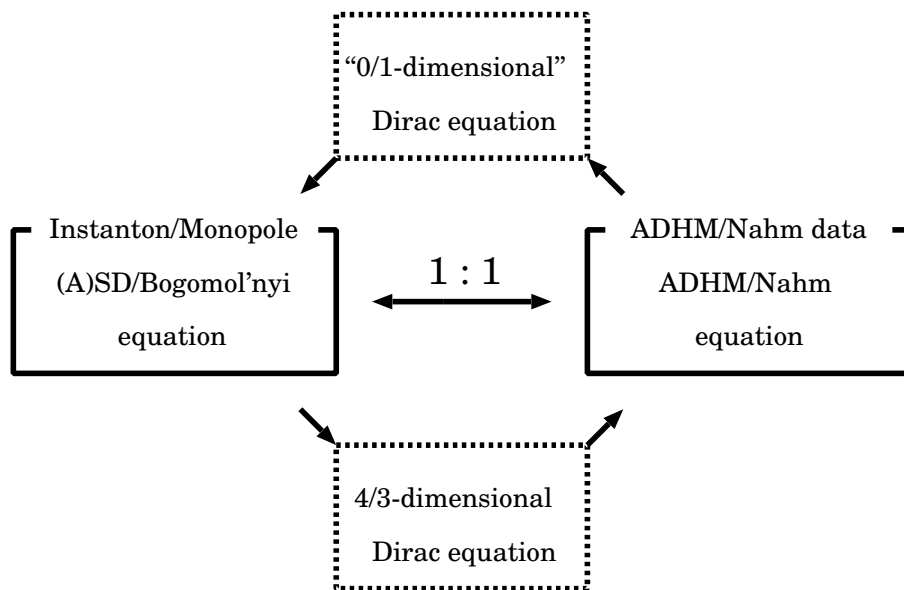 “0/1-dimensional”
Dirac equation
Instanton/Monopole
(A)SD/Bogomol’nyi
equation
1 : 1
ADHM/Nahm data
ADHM/Nahm
equation
4/3-dimensional
Dirac equation